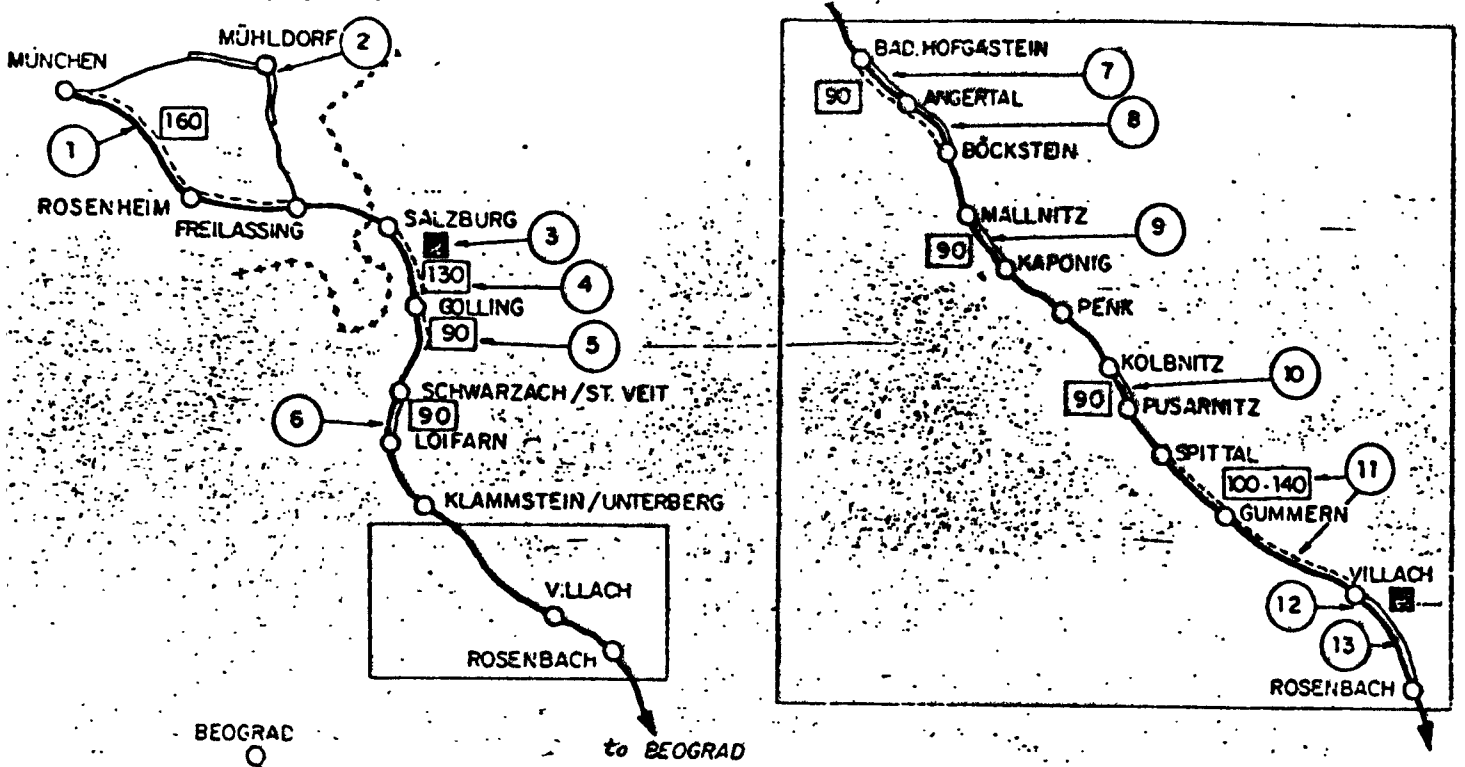 MÜHLDORF
2
MÜNCHEN
160
1
ROSENHEIM
FREILASSING
SALZBURG
3
130
4
GOLLING
90
5
SCHWARZACH/ST. VEIT
90
6
LOIFARN
KLAMMSTEIN/UNTERBERG
VILLACH
ROSENBACH
BEOGRAD
to BEOGRAD
BAD. HOFGASTEIN
7
90
ANGERTAL
8
BÖCKSTEIN
MALLNITZ
9
90
KAPONIG
PENK
KOLBNITZ
10
90
PUSARNITZ
SPITTAL
11
100-140
GUMMERN
VILLACH
12
13
ROSENBACH